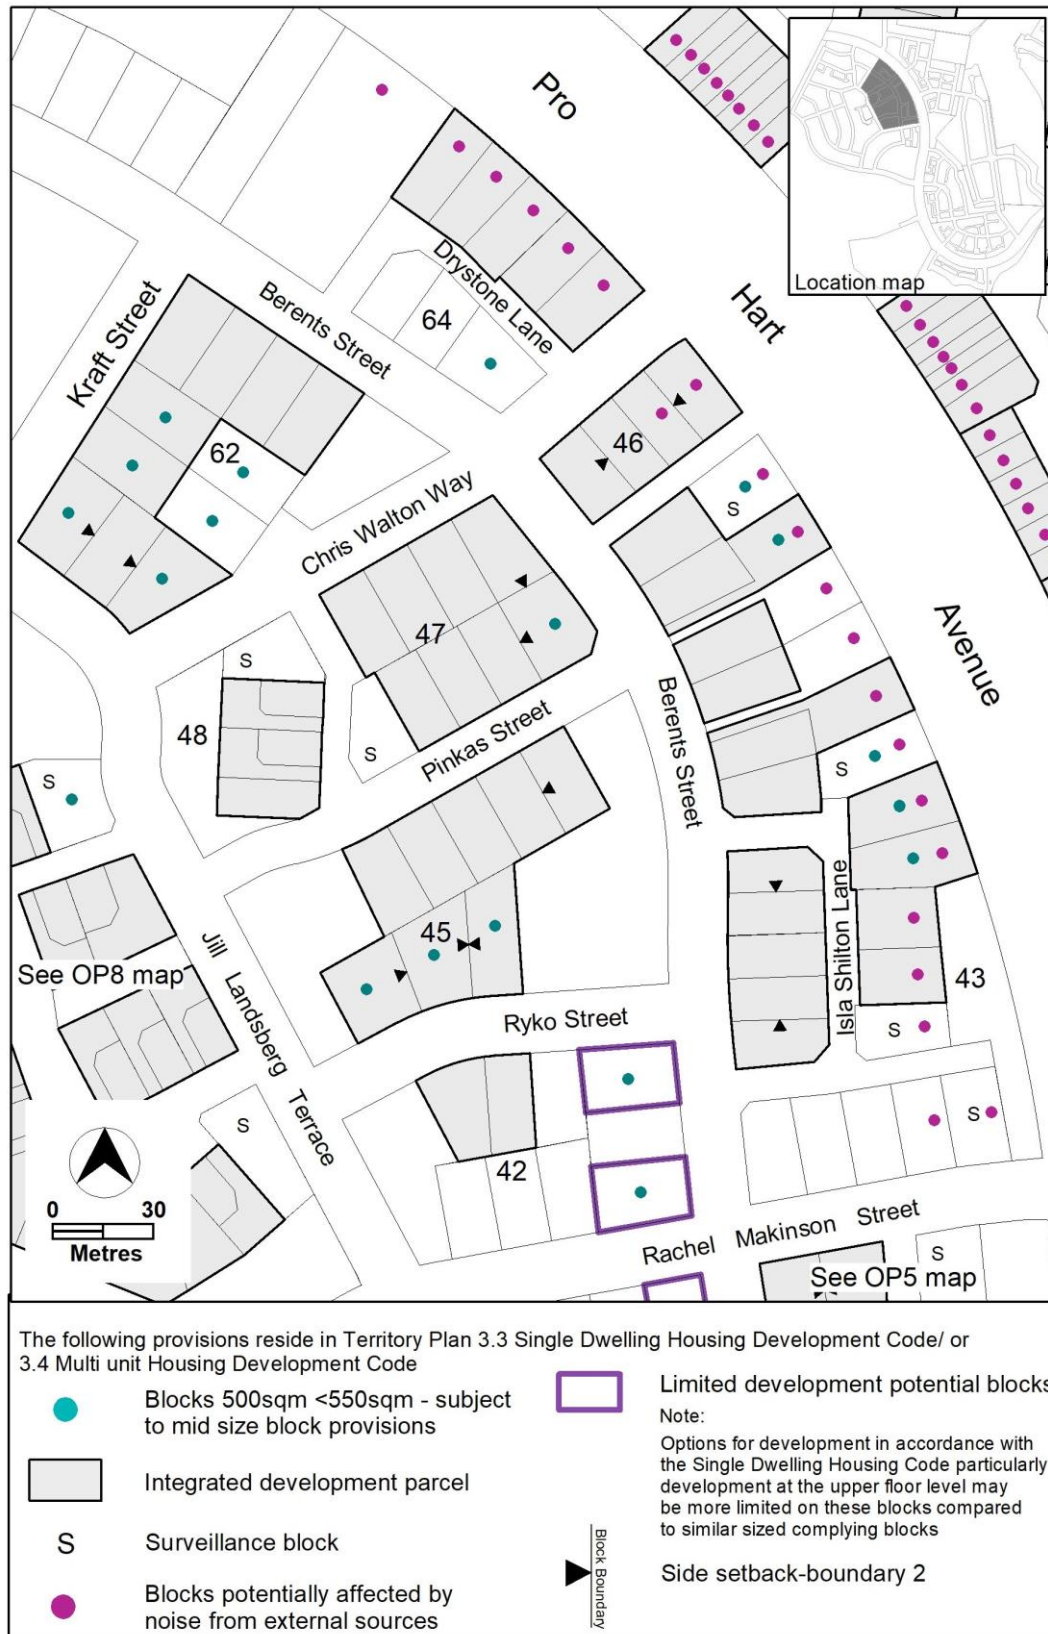 Pro
Hart
Avenue
Location map
Drystone Lane
Berents Street
64
Kraft Street
62
46
Chris Walton Way
S
47
S
48
Pinkas Street
S
Berents Street
S
S
45
Isla Shilton Lane
Jill Landsberg Terrace
See OP8 map
43
Ryko Street
S
S
S
42
Rachel Makinson Street
S
See OP5 map
0 30
Metres
The following provisions reside in Territory Plan 3.3 Single Dwelling Housing Development Code/ or
3.4 Multi unit Housing Development Code
Blocks 500sqm <550sqm - subject
to mid size block provisions
Integrated development parcel
S Surveillance block
Blocks potentially affected by
noise from external sources
Limited development potential blocks
Note:
Options for development in accordance with
the Single Dwelling Housing Code particularly
development at the upper floor level may
be more limited on these blocks compared
to similar sized complying blocks
Block Boundary
Side setback-boundary 2